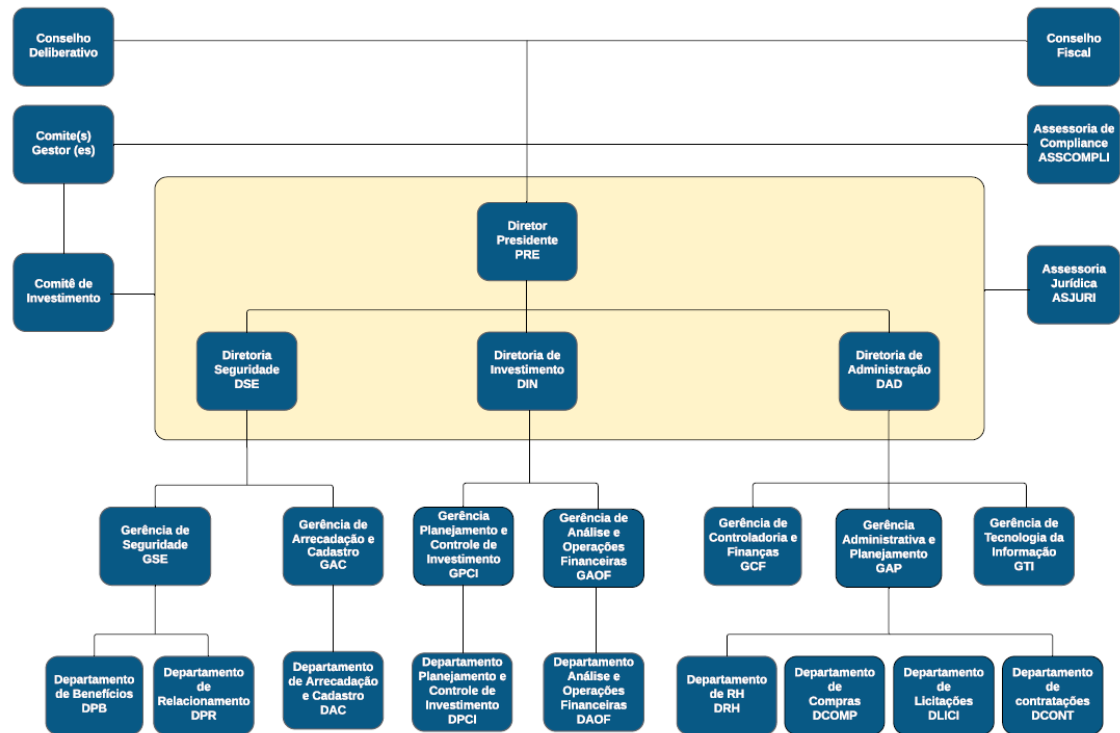 Conselho
Deliberativo
Conselho
Fiscal
Comite(s)
Gestor (es)
Assessoria de
Compliance
ASSCOMPLI
Diretor
Presidente
PRE
Comitê de
Investimento
Assessoria
Jurídica
ASJURI
Diretoria
Seguridade
DSE
Diretoria de
Investimento
DIN
Diretoria de
Administração
DAD
Gerência de
Seguridade
GSE
Gerência de
Arrecadação e
Cadastro
GAC
Gerência
Planejamento e
Controle de
Investimento
GPCI
Gerência de
Análise e
Operações
Financeiras
GAOF
Gerência de
Controladoria e
Finanças
GCF
Gerência
Administrativa e
Planejamento
GAP
Gerência de
Tecnologia da
Informação
GTI
Departamento
de Benefícios
DPB
Departamento
de
Relacionamento
DPR
Departamento
de Arrecadação
e Cadastro
DAC
Departamento
Planejamento e
Controle de
Investimento
DPCI
Departamento
Análise e
Operações
Financeiras
DAOF
Departamento
de RH
DRH
Departamento
de
Compras
DCOMP
Departamento
de
Licitações
DLICI
Departamento
de
contratações
DCONT